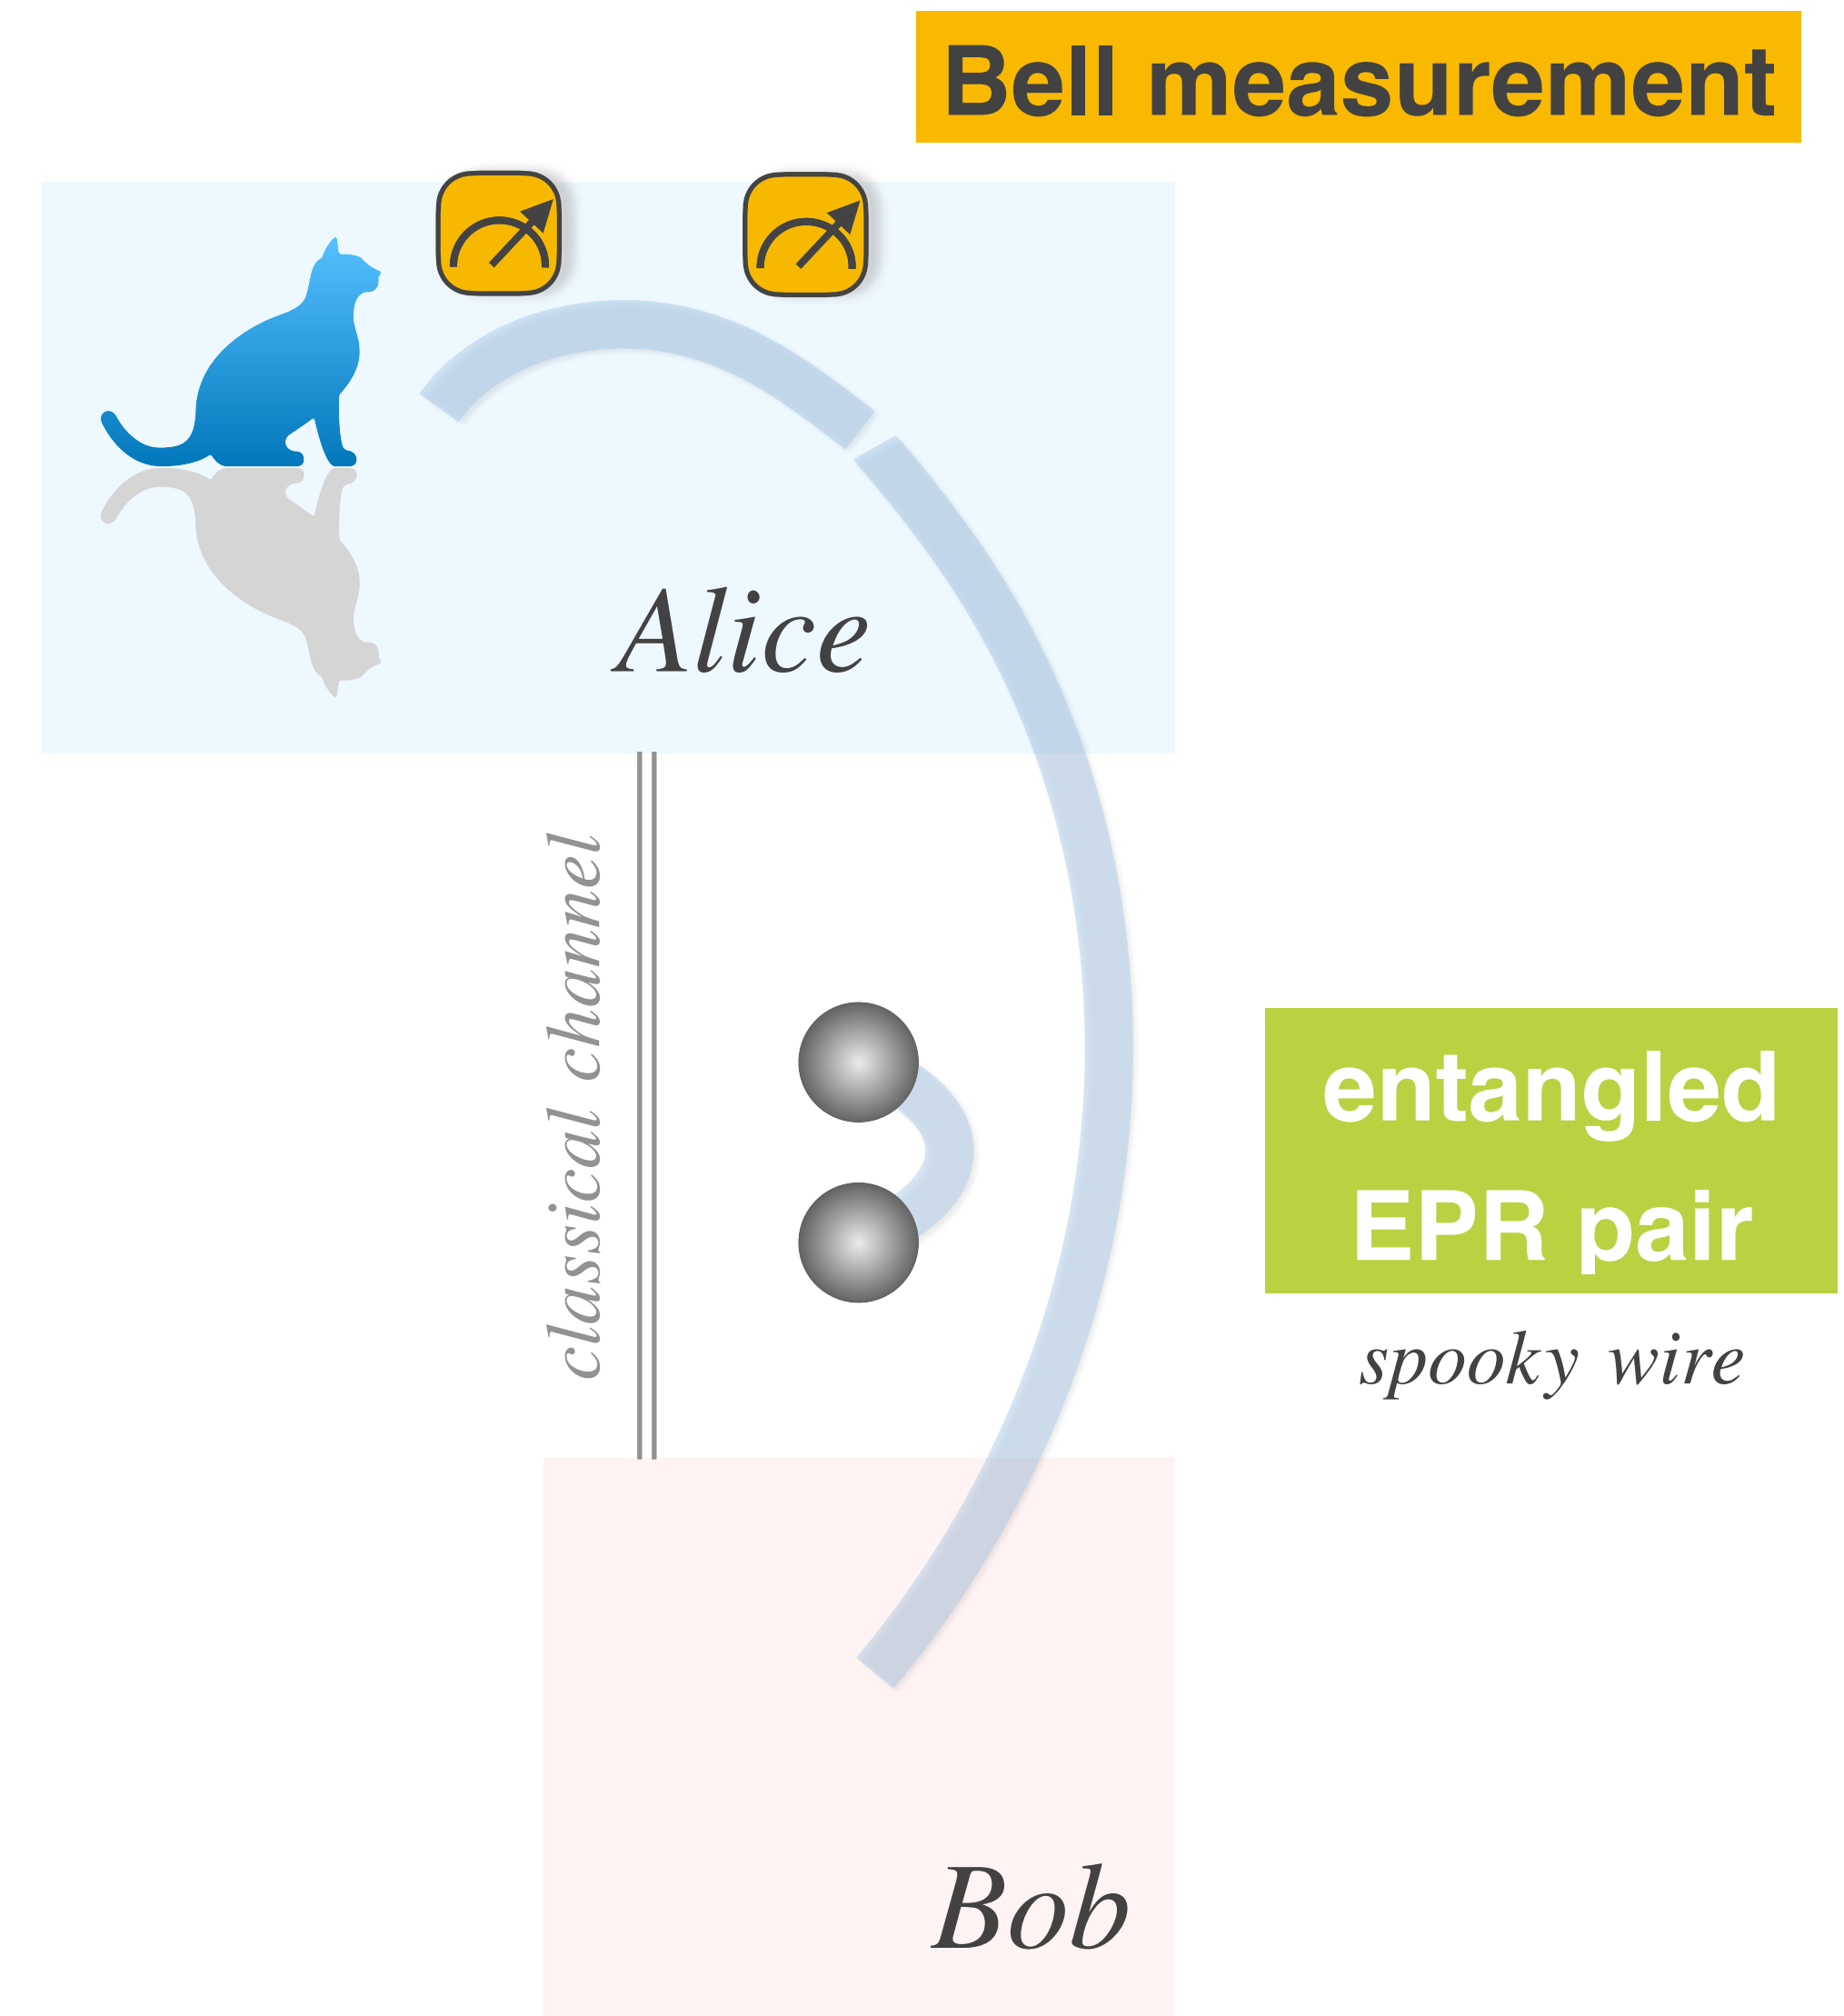 Bell measurement
Alice
classical channel
entangled
EPR pair
spooky wire
Bob